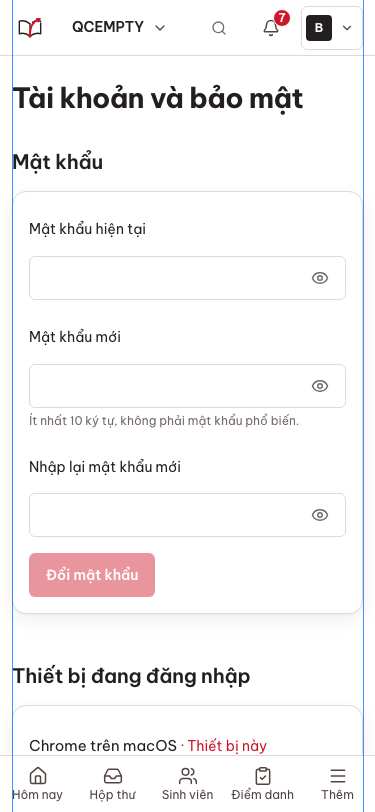 QCEMPTY
7
B
Tài khoản và bảo mật
Mật khẩu
Mật khẩu hiện tại
Mật khẩu mới
Ít nhất 10 ký tự, không phải mật khẩu phổ biến.
Nhập lại mật khẩu mới
Đổi mật khẩu
Thiết bị đang đăng nhập
Chrome trên macOS · Thiết bị này
Hôm nay Hộp thư Sinh viên Điểm danh Thêm